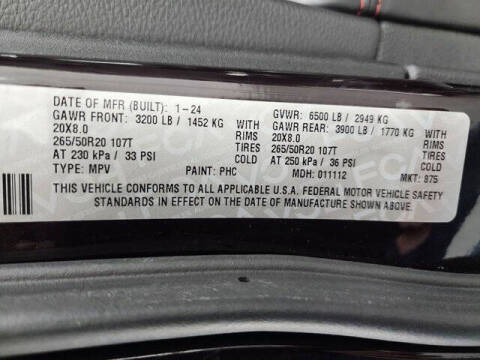 DATE OF MFR (BUILT): 1-24 GVWR: 6500 LB / 2949 KG
GAWR FRONT: 3200 LB / 1452 KG WITH GAWR REAR: 3900 LB / 1770 KG WITH
20X8.0 RIMS 20X8.0 RIMS
265/50R20 107T TIRES 265/50R20 107T TIRES
AT 230 kPa / 33 PSI AT 250 kPa / 36 PSI
TYPE: MPV PAINT: PHC MDH: 011112 MKT: 875
THIS VEHICLE CONFORMS TO ALL APPLICABLE U.S.A. FEDERAL MOTOR VEHICLE SAFETY
STANDARDS IN EFFECT ON THE DATE OF MANUFACTURE SHOWN ABOVE.